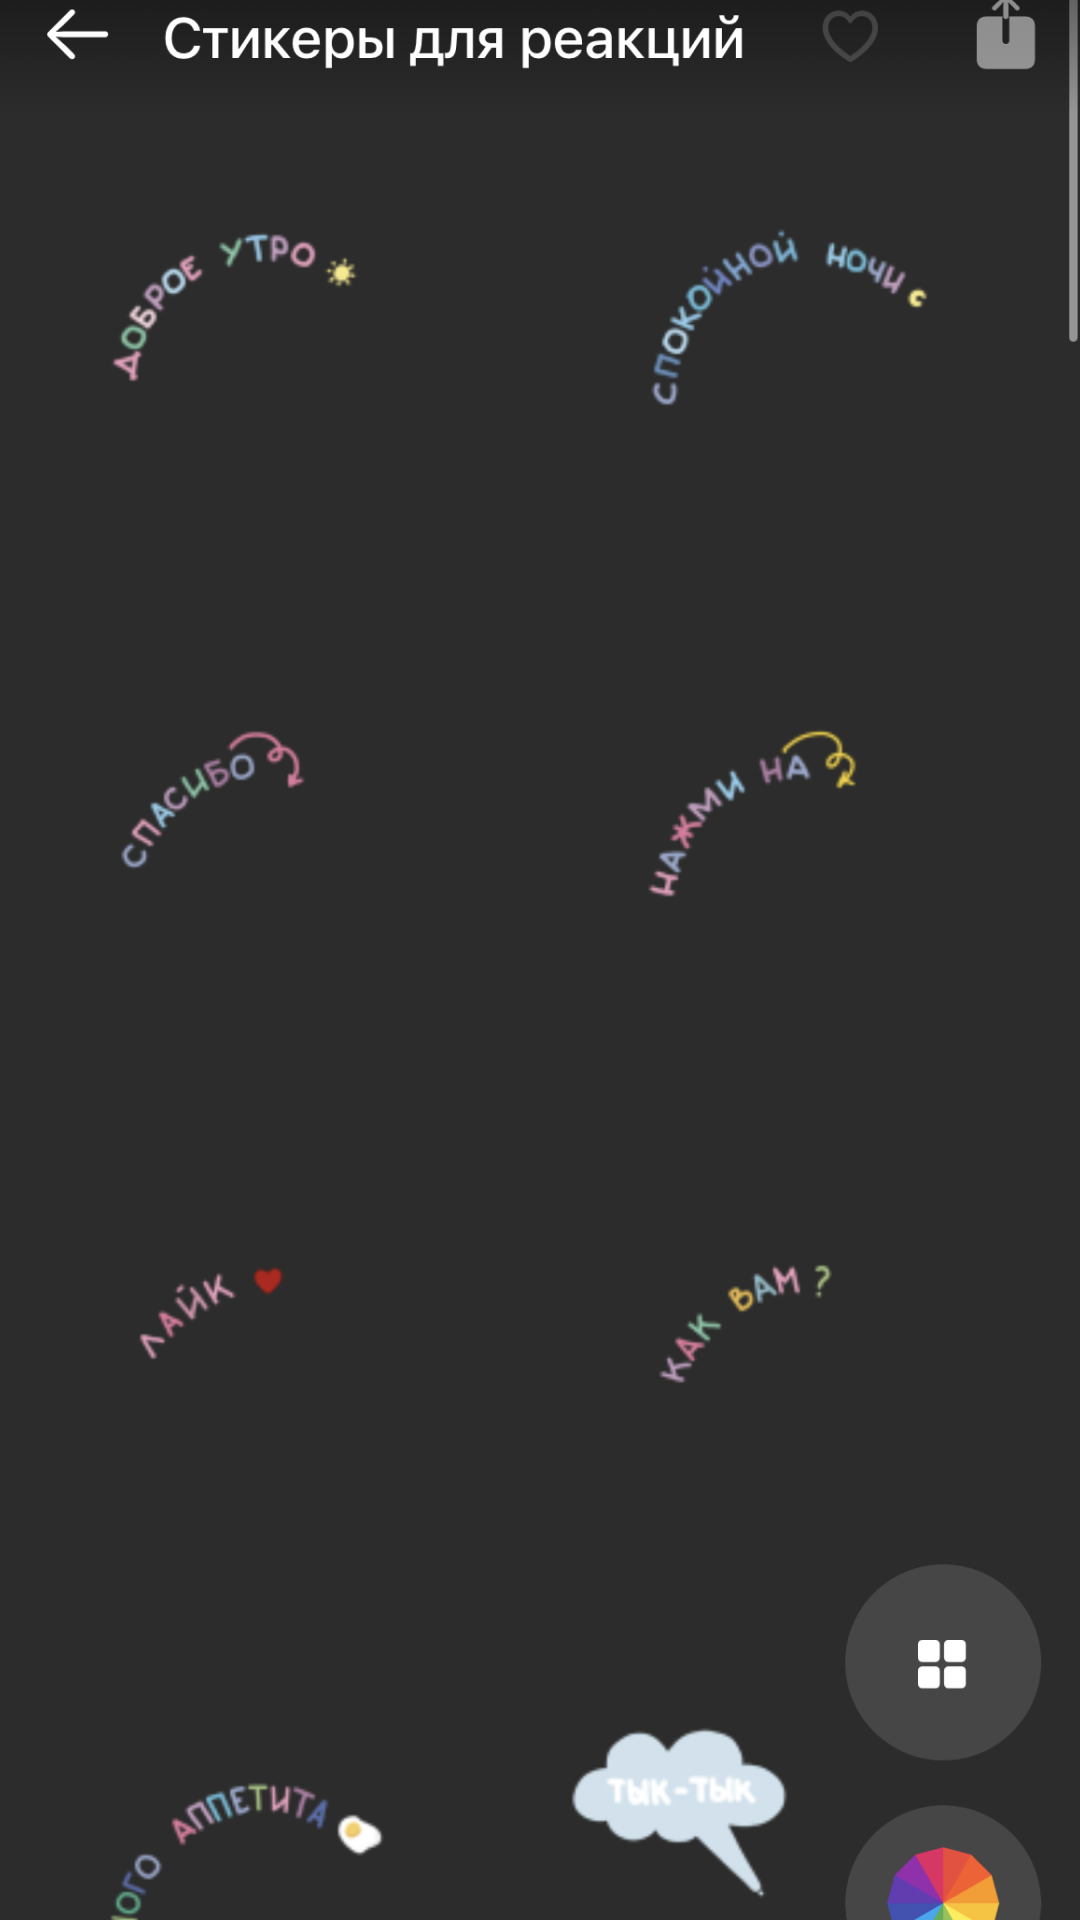 Стикеры для реакций
ДОБРОЕ УТРО
СПОКОЙНОЙ НОЧИ
СПАСИБО
НАЖМИ НА
ЛАЙК
КАК ВАМ ?
АППЕТИТА
ТЫК-ТЫК